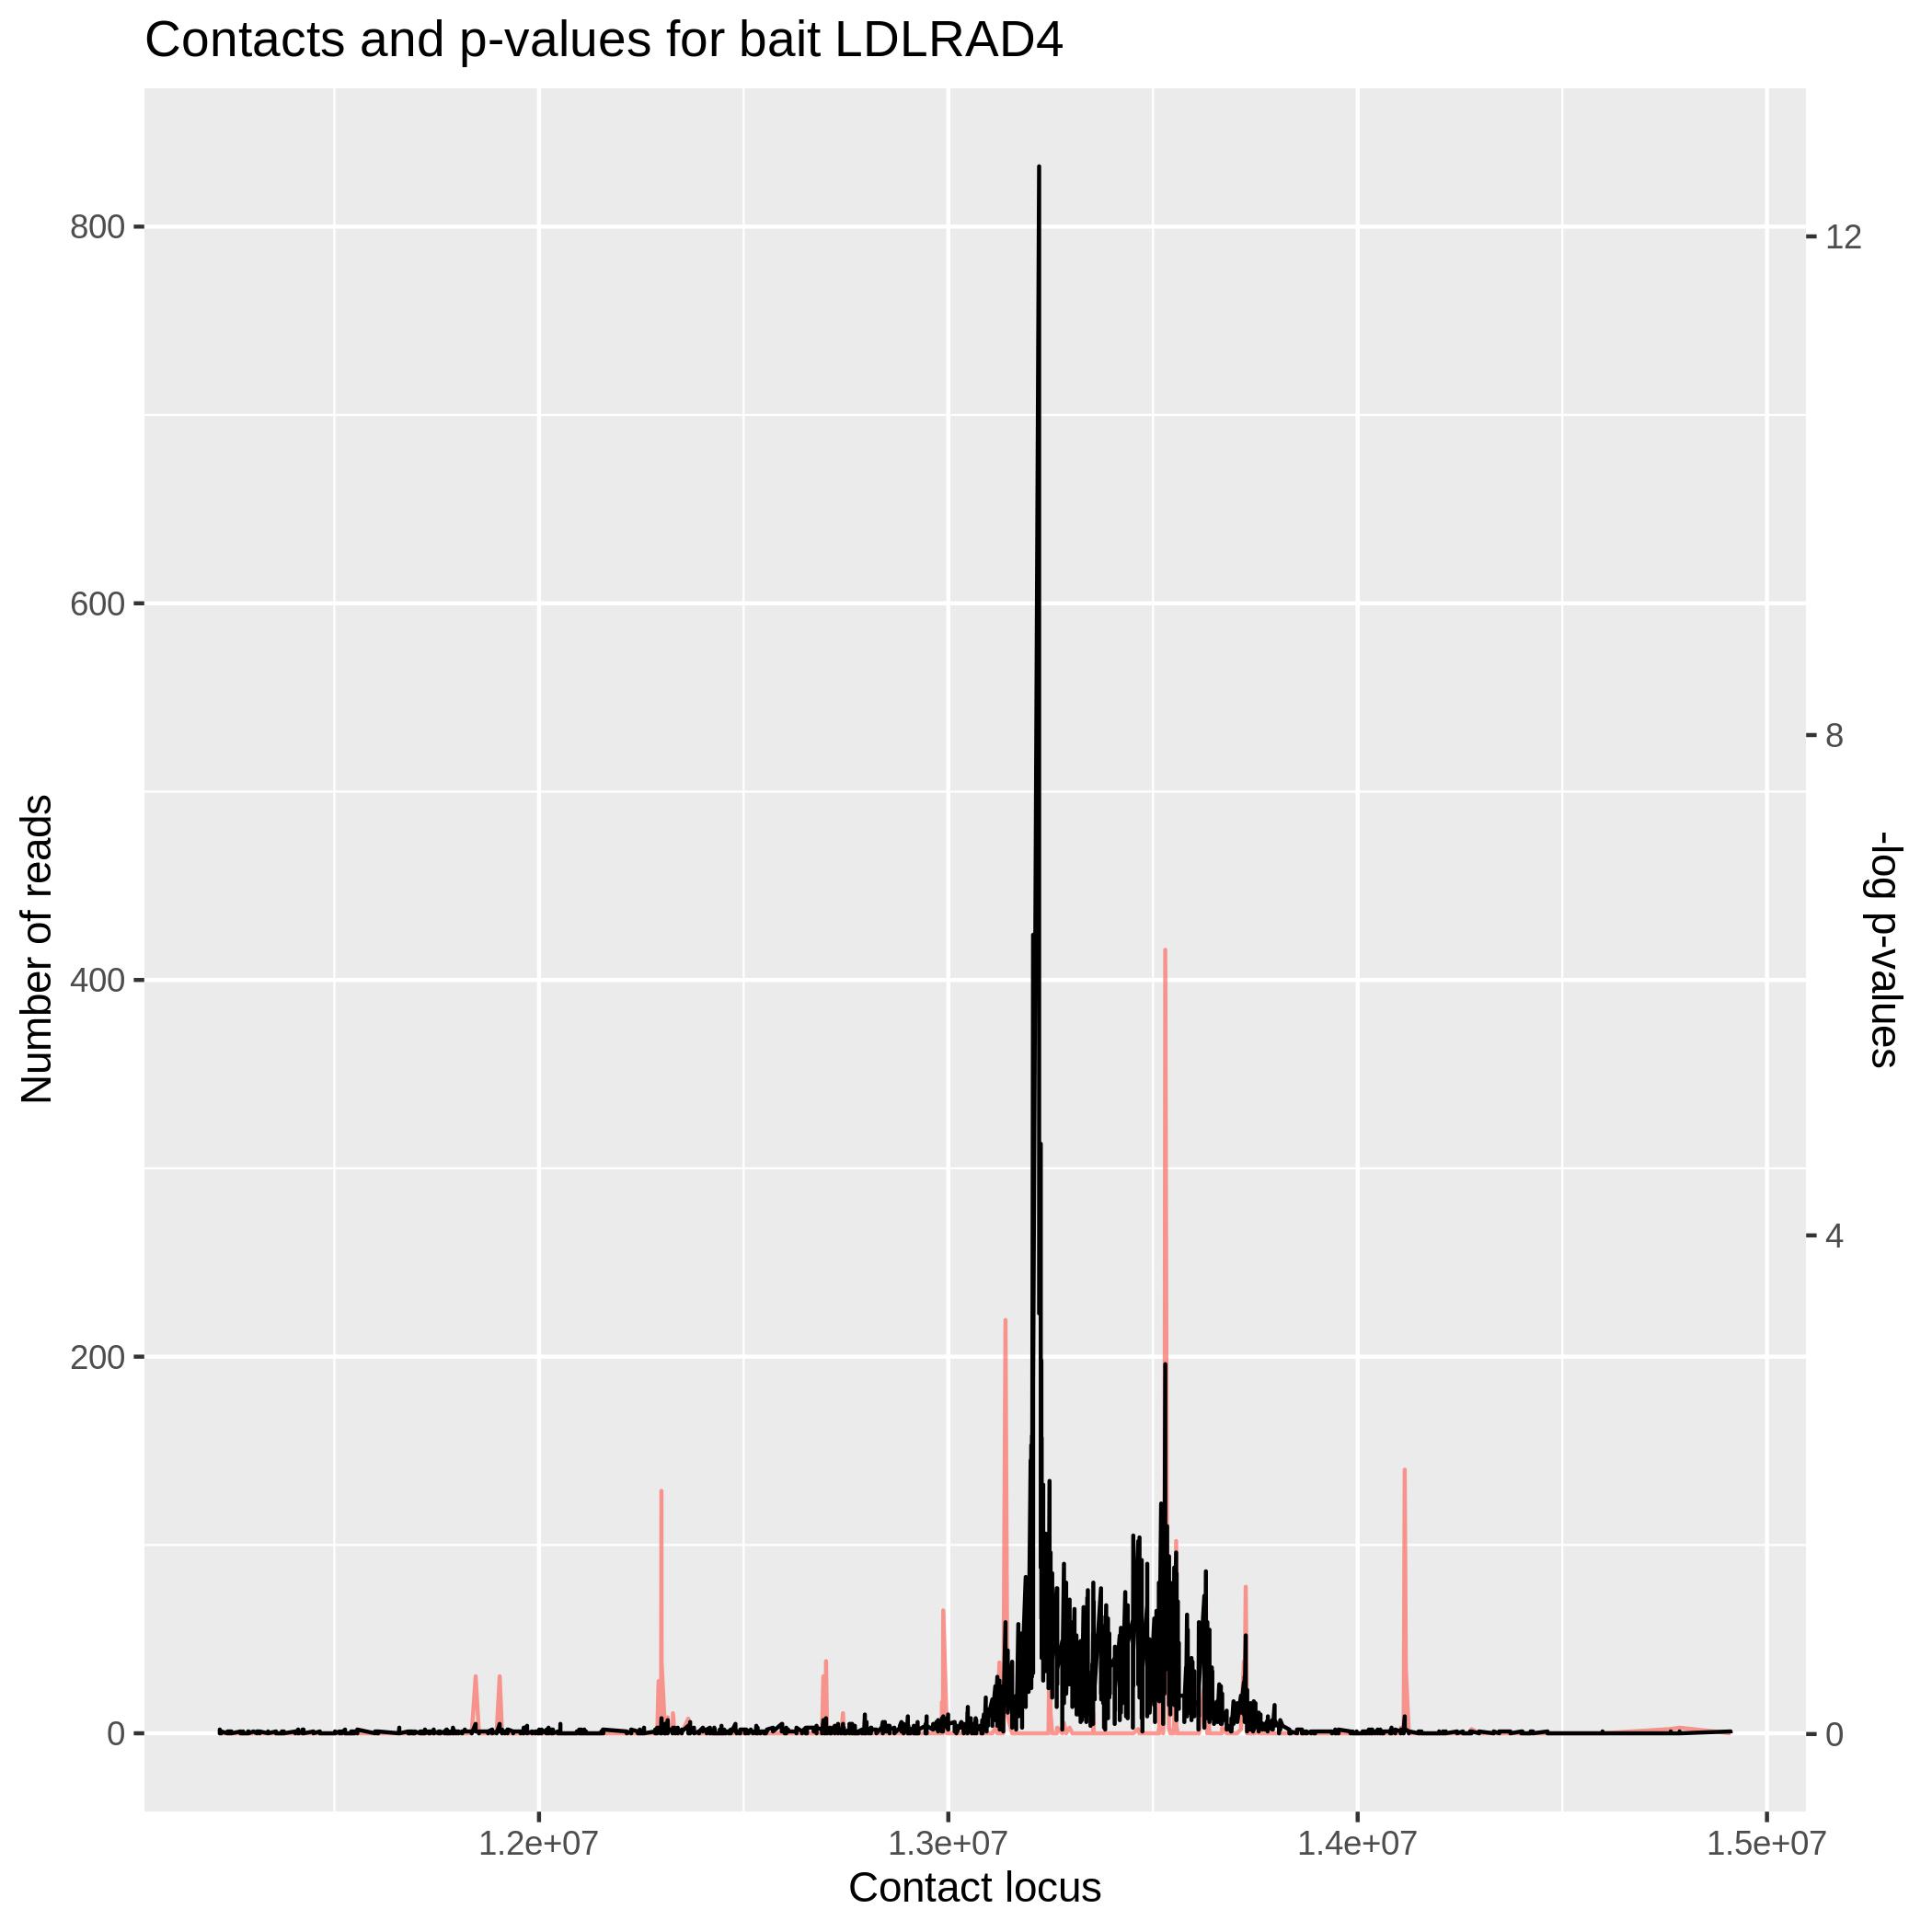 Contacts and p-values for bait LDLRAD4
800
600
400
200
0
12
8
4
0
Number of reads
-log p-values
1.2e+07
1.3e+07
1.4e+07
1.5e+07
Contact locus